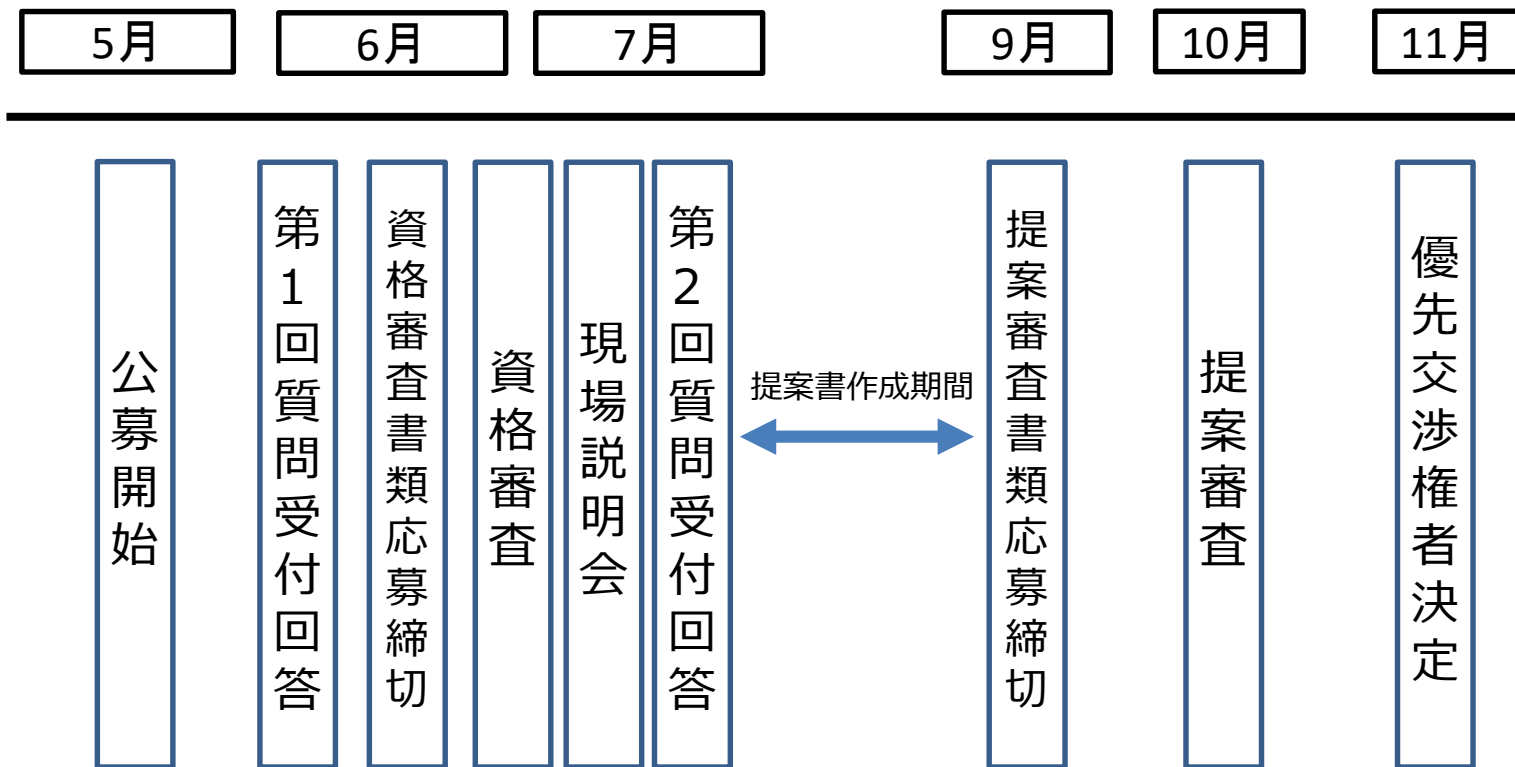 5月
6月
7月
9月
10月
11月
公募開始
第1回質問受付回答
資格審査書類応募締切
資格審査
現場説明会
第2回質問受付回答
提案書作成期間
提案審査書類応募締切
提案審査
優先交渉権者決定